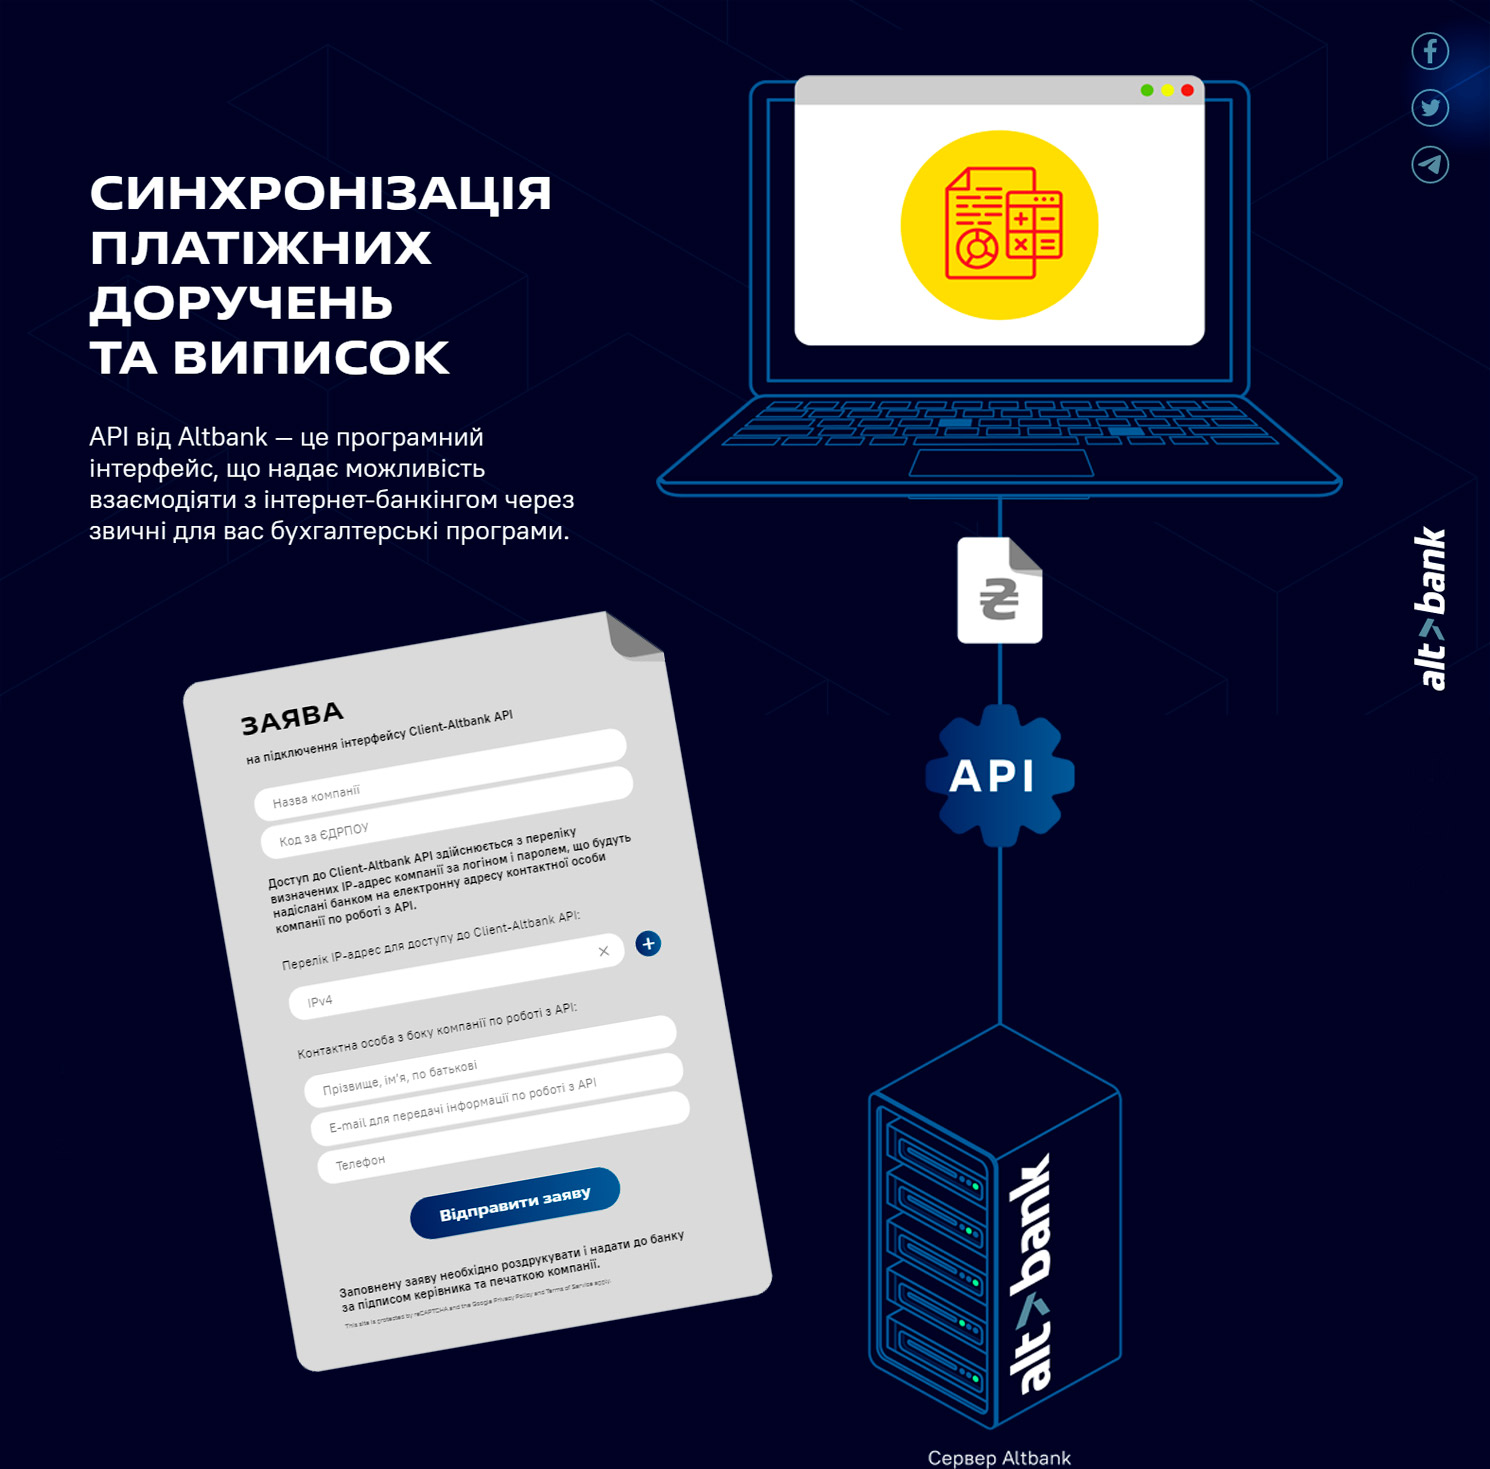 СИНХРОНІЗАЦІЯ
ПЛАТІЖНИХ
ДОРУЧЕНЬ
ТА ВИПИСОК
API від Altbank — це програмний
інтерфейс, що надає можливість
взаємодіяти з інтернет-банкінгом через
звичні для вас бухгалтерські програми.
₴
API
alt bank
ЗАЯВА
на підключення інтерфейсу Client-Altbank API
Назва компанії
Код за ЄДРПОУ
Доступ до Client-Altbank API здійснюється з переліку
визначених IP-адрес компанії за логіном і паролем, що будуть
надіслані банком на електронну адресу контактної особи
компанії по роботі з API.
Перелік IP-адрес для доступу до Client-Altbank API:
IPv4
Контактна особа з боку компанії по роботі з API:
Прізвище, ім'я, по батькові
E-mail для передачі інформації по роботі з API
Телефон
Відправити заяву
Заповнену заяву необхідно роздрукувати і надати до банку
за підписом керівника та печаткою компанії.
This site is protected by reCAPTCHA and the Google Privacy Policy and Terms of Service apply.
alt bank
Сервер Altbank